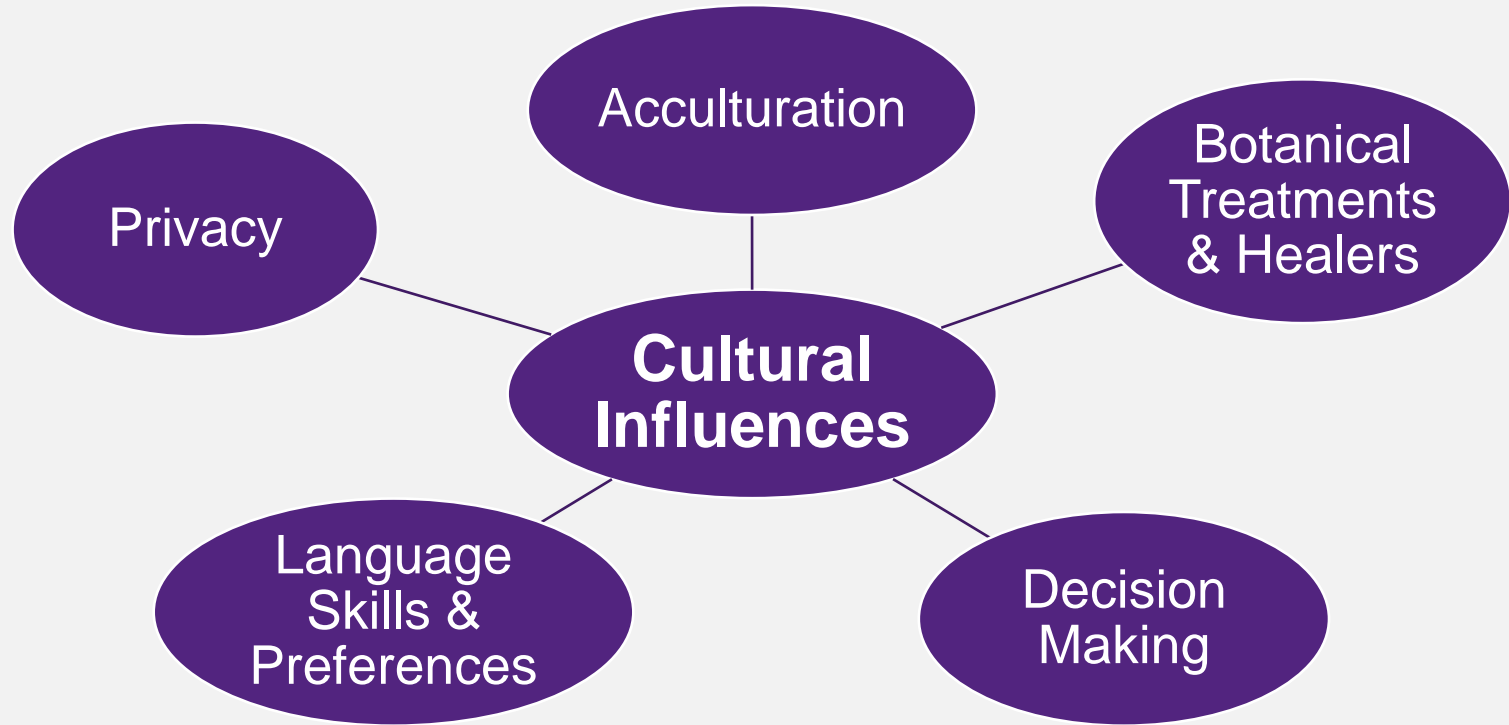 Acculturation
Botanical
Treatments
& Healers
Privacy
Cultural
Influences
Language
Skills &
Preferences
Decision
Making